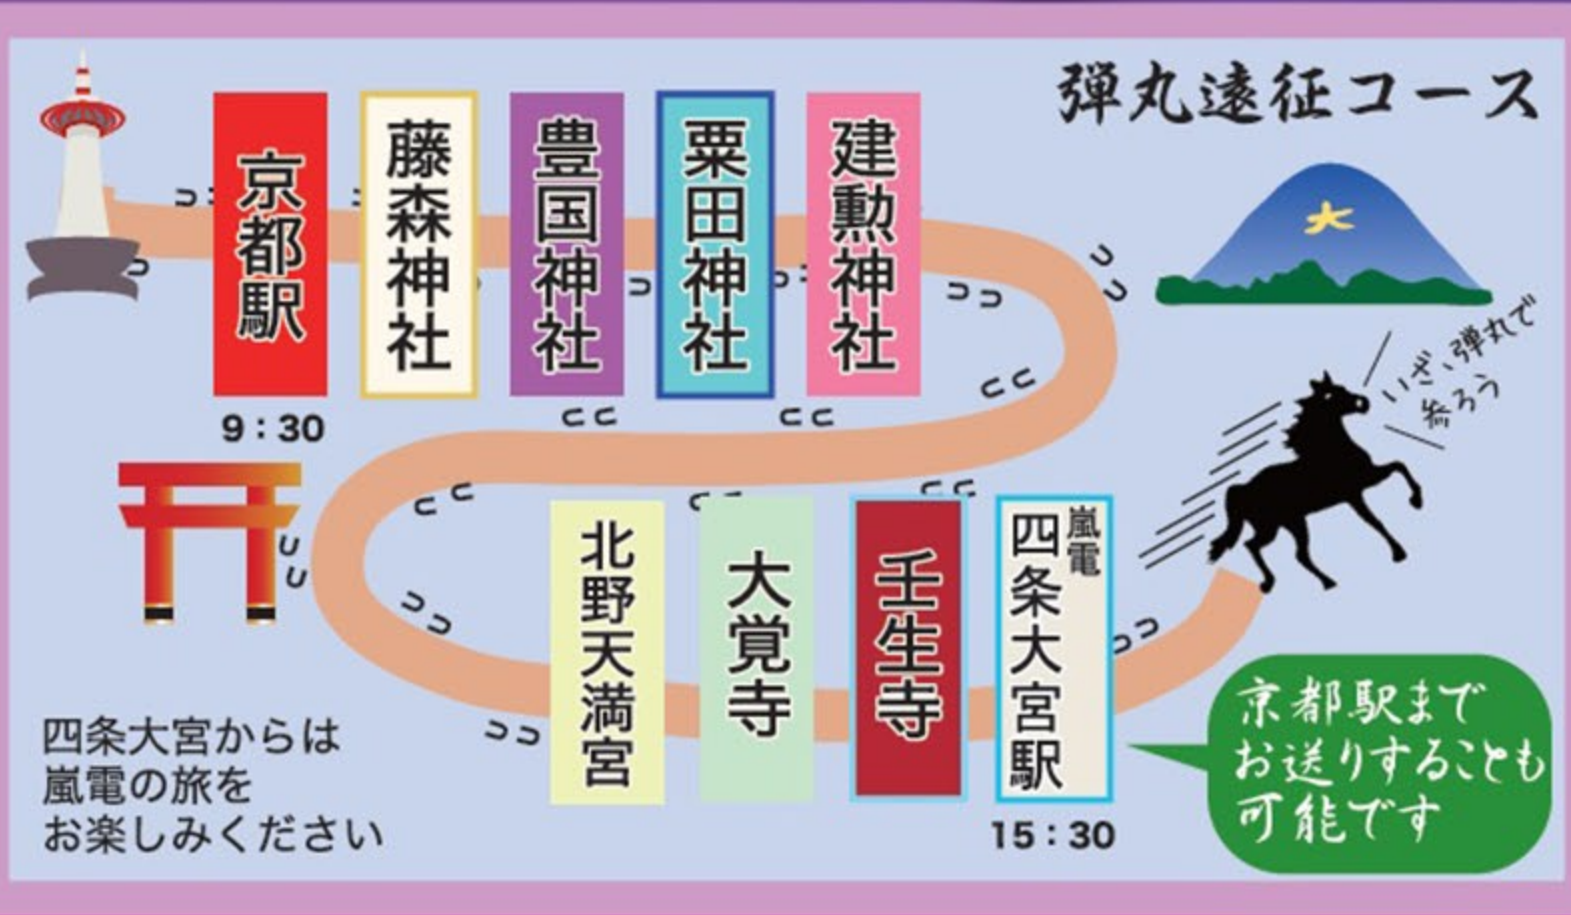 弾丸遠征コース
京都駅
藤森神社
豊国神社
粟田神社
建勲神社
9：30
いざ、弾丸で
参ろう
北野天満宮
大覚寺
壬生寺
嵐電
四条大宮駅
15：30
京都駅まで
お送りすることも
可能です
四条大宮からは
嵐電の旅を
お楽しみください